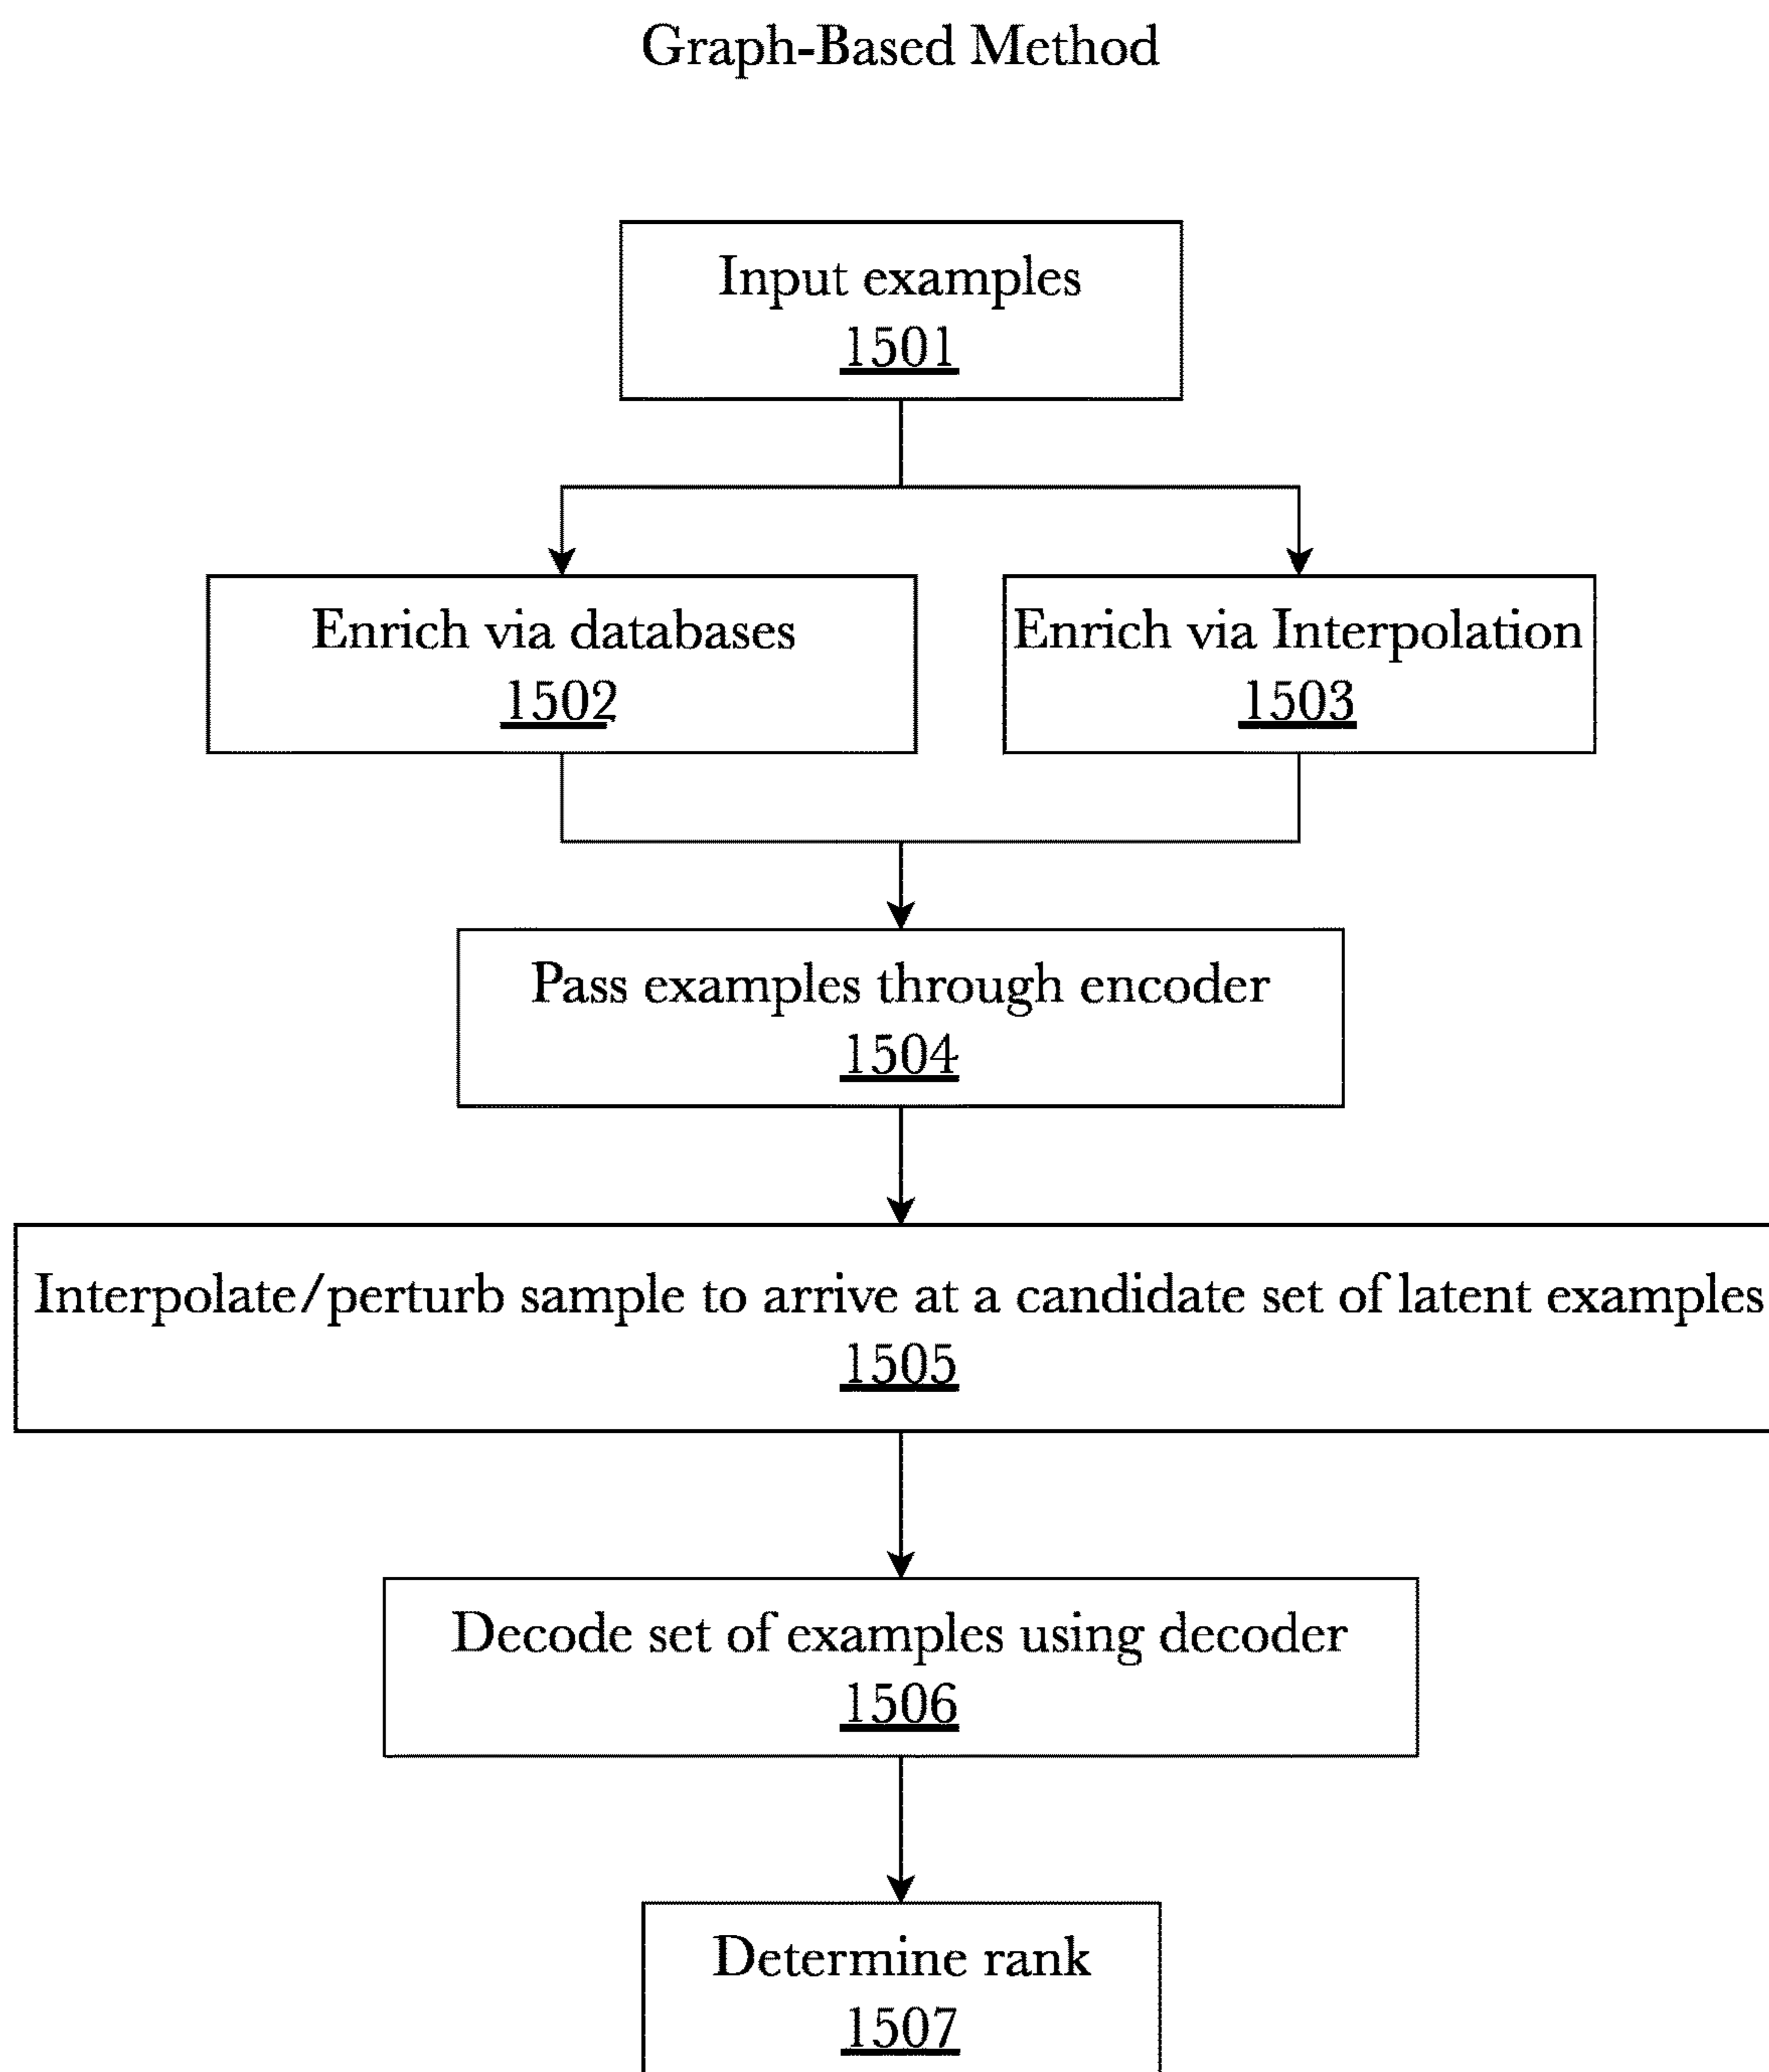 Graph-Based Method
Input examples
1501
Enrich via databases
1502
Enrich via Interpolation
1503
Pass examples through encoder
1504
Interpolate/perturb sample to arrive at a candidate set of latent examples
1505
Decode set of examples using decoder
1506
Determine rank
1507